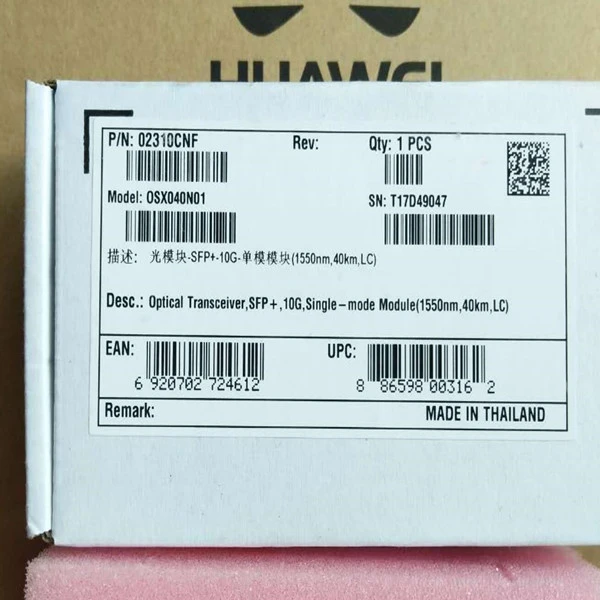 HUAWEI
P/N: 02310CNF Rev: Qty: 1 PCS
Model: OSX040N01 SN: T17D49047
描述: 光模块-SFP+-10G-单模模块(1550nm,40km,LC)
Desc.: Optical Transceiver,SFP+,10G,Single-mode Module(1550nm,40km,LC)
EAN: UPC:
6 920702 724612 8 86598 00316 2
Remark: MADE IN THAILAND